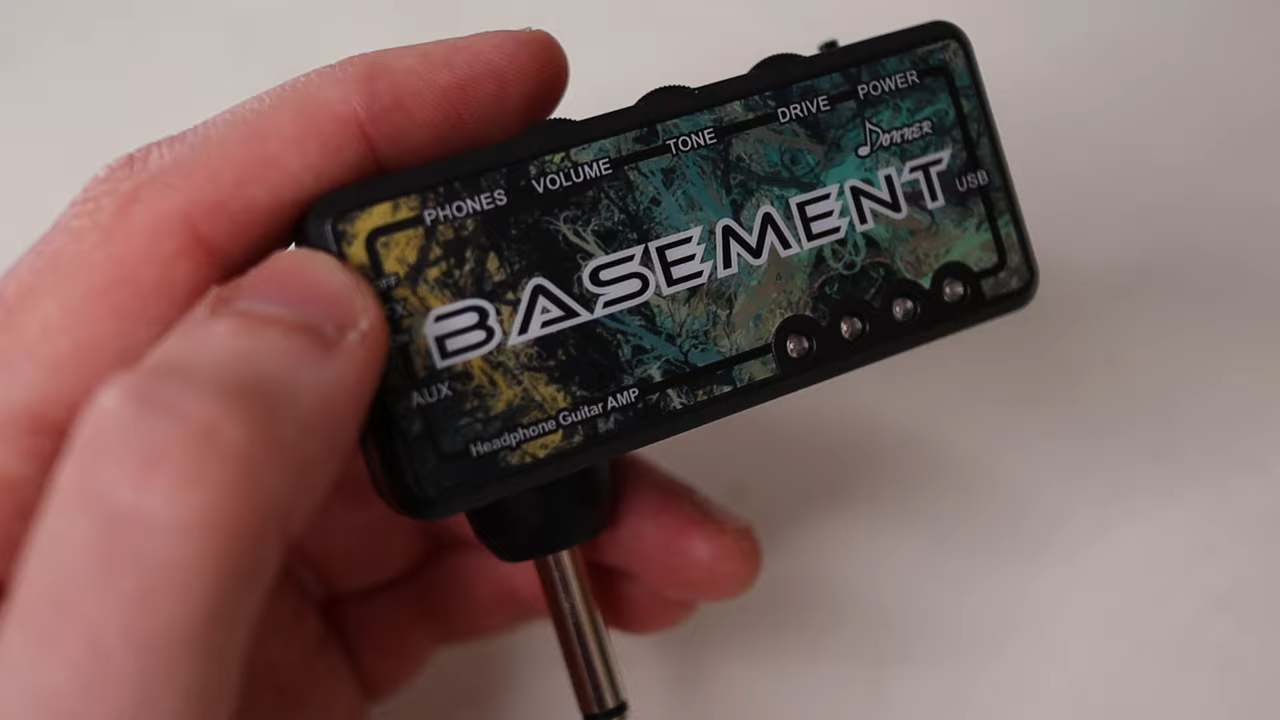 PHONES VOLUME TONE DRIVE POWER
DONNER
BASEMENT
USB
AUX
Headphone Guitar AMP